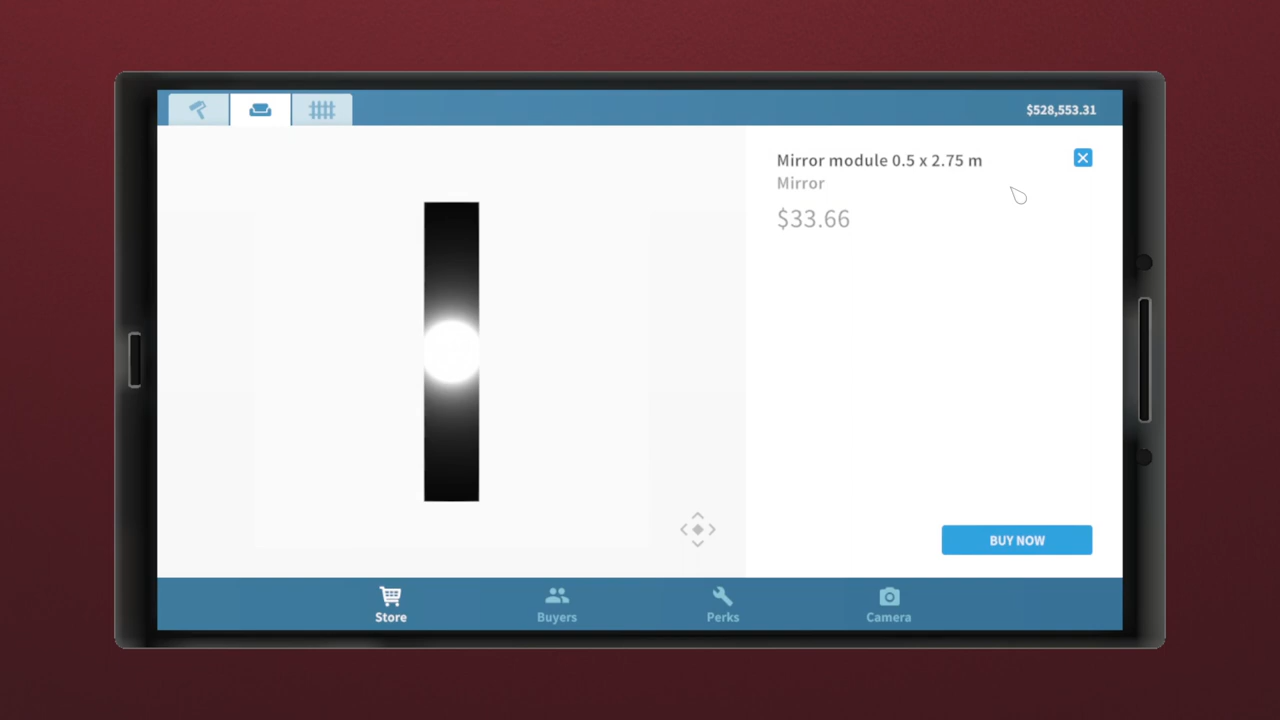 $528,553.31
Mirror module 0.5 x 2.75 m
Mirror
$33.66
BUY NOW
Store
Buyers
Perks
Camera